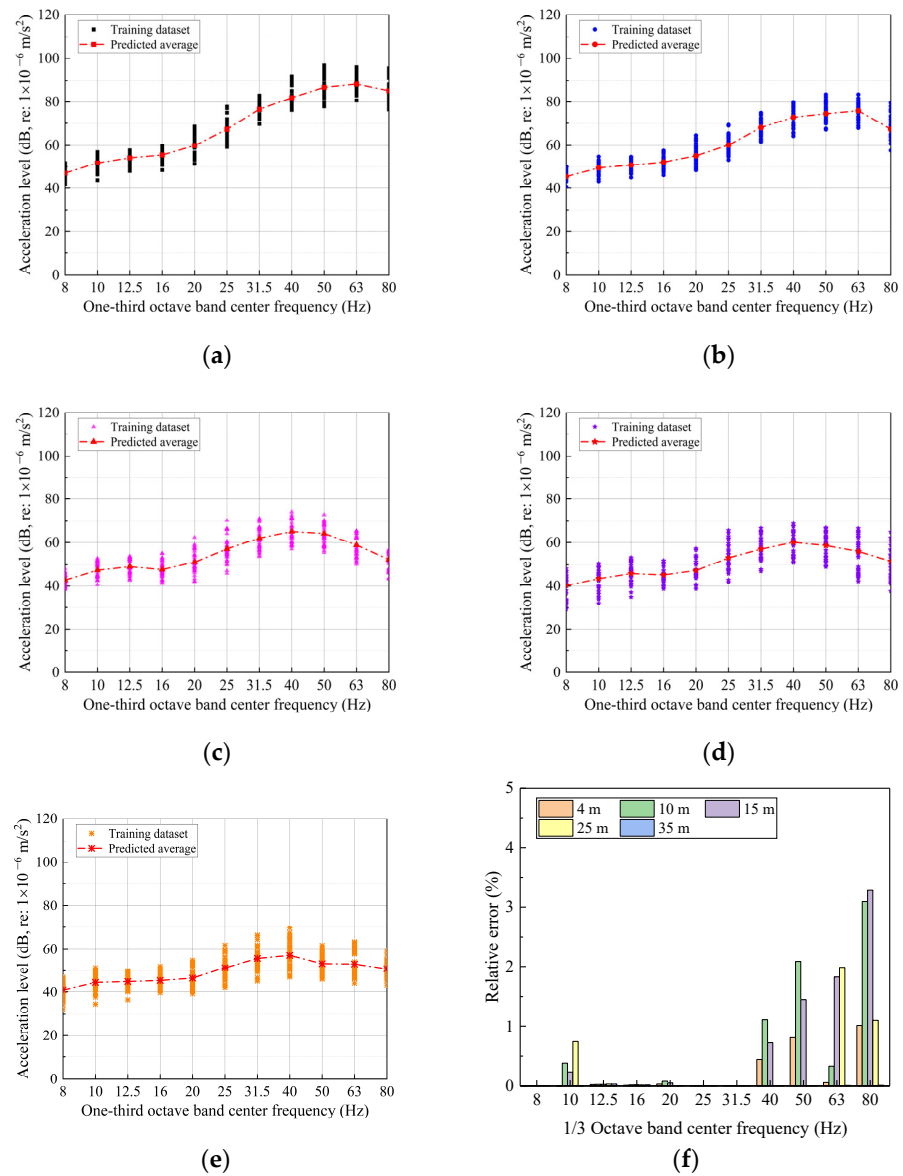 120
100
80
60
40
20
0
Acceleration level (dB, re: 1×10⁻⁶ m/s²)
Training dataset
Predicted average
8 10 12.5 16 20 25 31.5 40 50 63 80
One-third octave band center frequency (Hz)
(a)
120
100
80
60
40
20
0
Acceleration level (dB, re: 1×10⁻⁶ m/s²)
Training dataset
Predicted average
8 10 12.5 16 20 25 31.5 40 50 63 80
One-third octave band center frequency (Hz)
(b)
120
100
80
60
40
20
0
Acceleration level (dB, re: 1×10⁻⁶ m/s²)
Training dataset
Predicted average
8 10 12.5 16 20 25 31.5 40 50 63 80
One-third octave band center frequency (Hz)
(c)
120
100
80
60
40
20
0
Acceleration level (dB, re: 1×10⁻⁶ m/s²)
Training dataset
Predicted average
8 10 12.5 16 20 25 31.5 40 50 63 80
One-third octave band center frequency (Hz)
(d)
120
100
80
60
40
20
0
Acceleration level (dB, re: 1×10⁻⁶ m/s²)
Training dataset
Predicted average
8 10 12.5 16 20 25 31.5 40 50 63 80
One-third octave band center frequency (Hz)
(e)
5
4
3
2
1
0
Relative error (%)
4 m 10 m 15 m
25 m 35 m
8 10 12.5 16 20 25 31.5 40 50 63 80
1/3 Octave band center frequency (Hz)
(f)